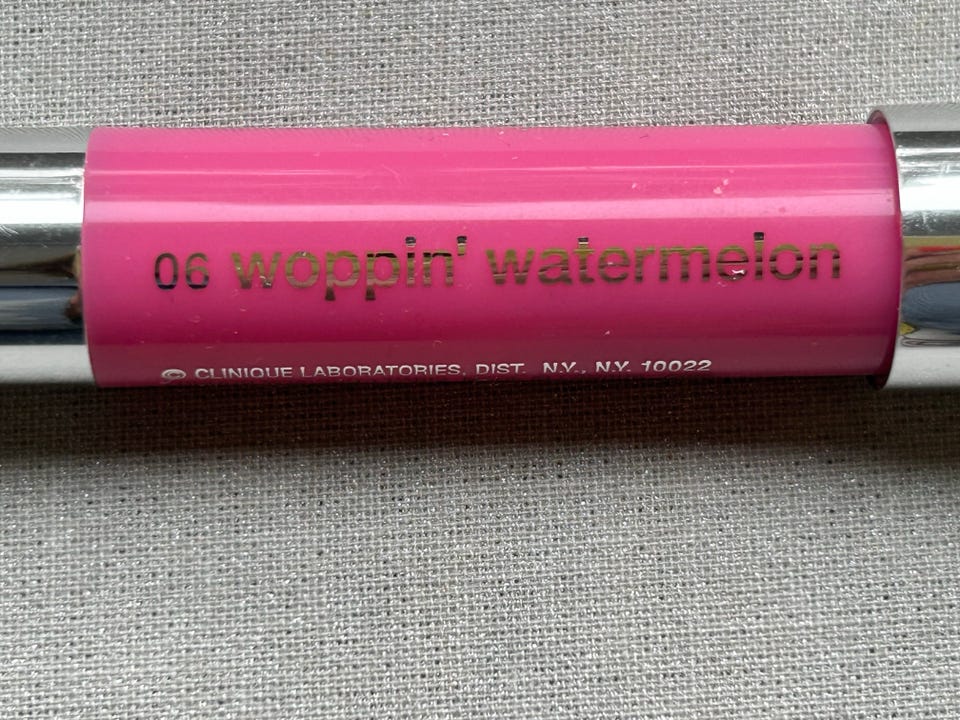 06 woppin' watermelon
© CLINIQUE LABORATORIES, DIST. N.Y., N.Y. 10022